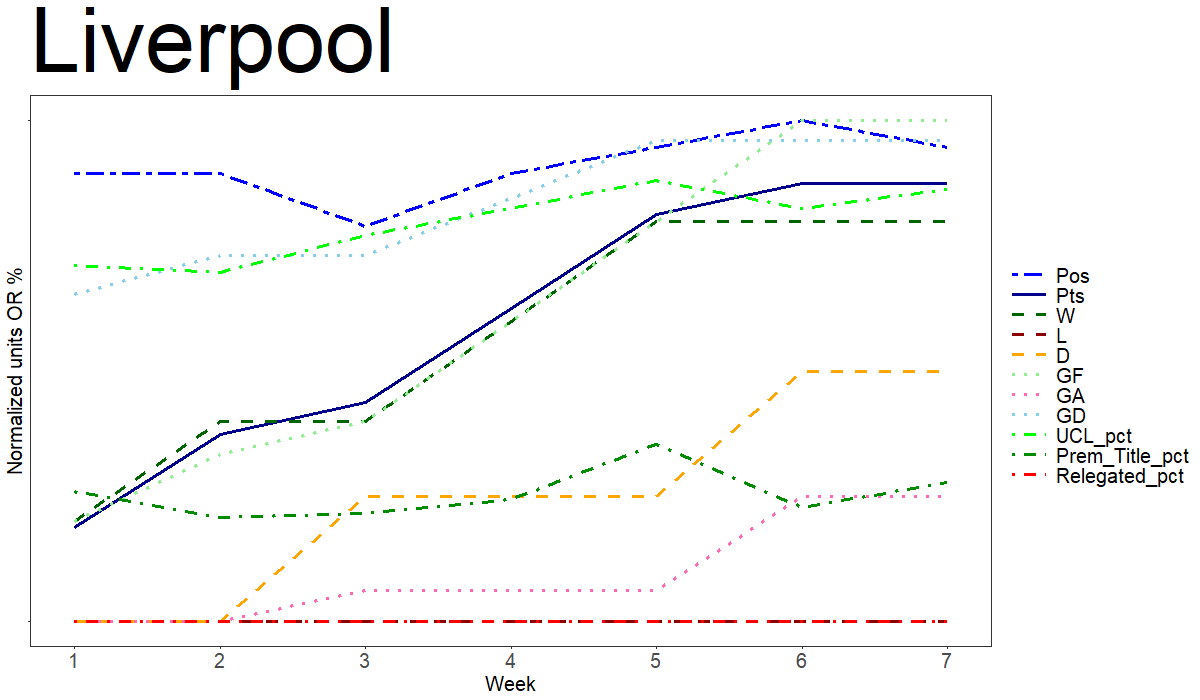 Liverpool
Normalized units OR %
1 2 3 4 5 6 7
Week
Pos
Pts
W
L
D
GF
GA
GD
UCL_pct
Prem_Title_pct
Relegated_pct